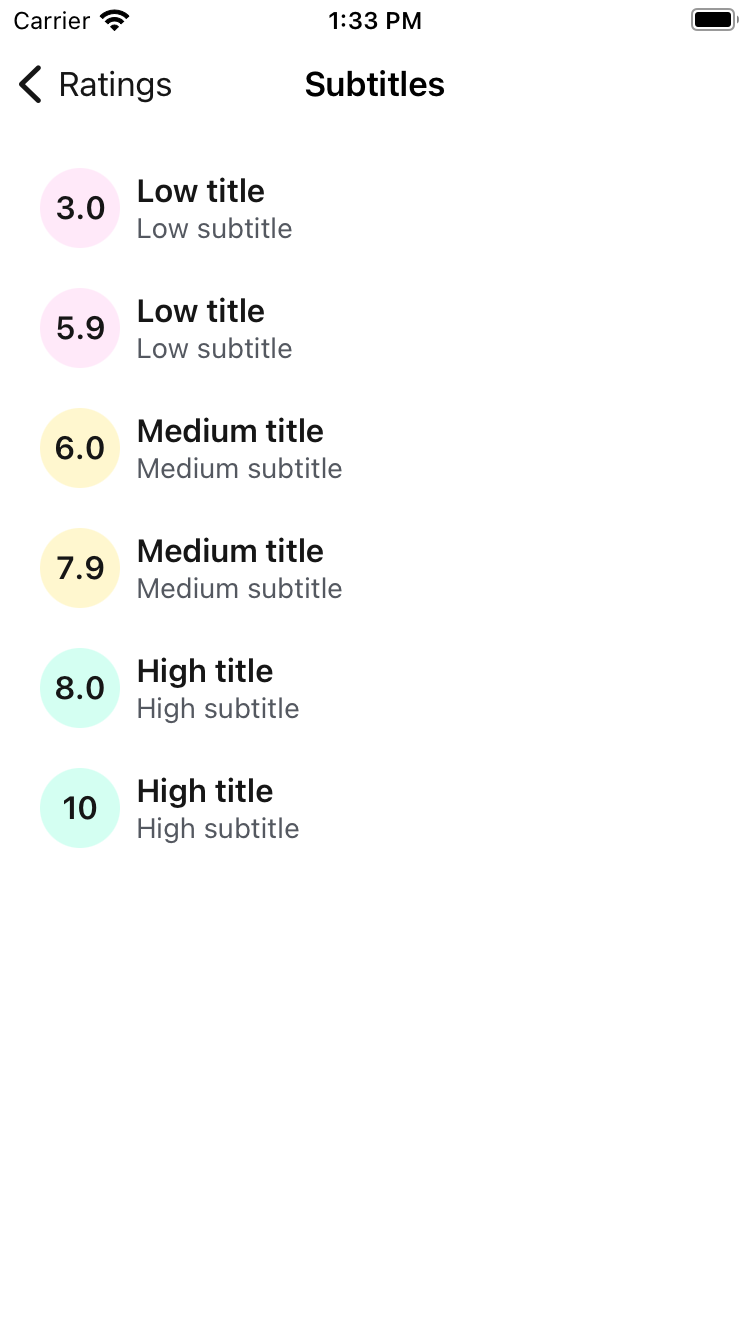 Carrier 1:33 PM
Ratings Subtitles
3.0 Low title
Low subtitle
5.9 Low title
Low subtitle
6.0 Medium title
Medium subtitle
7.9 Medium title
Medium subtitle
8.0 High title
High subtitle
10 High title
High subtitle